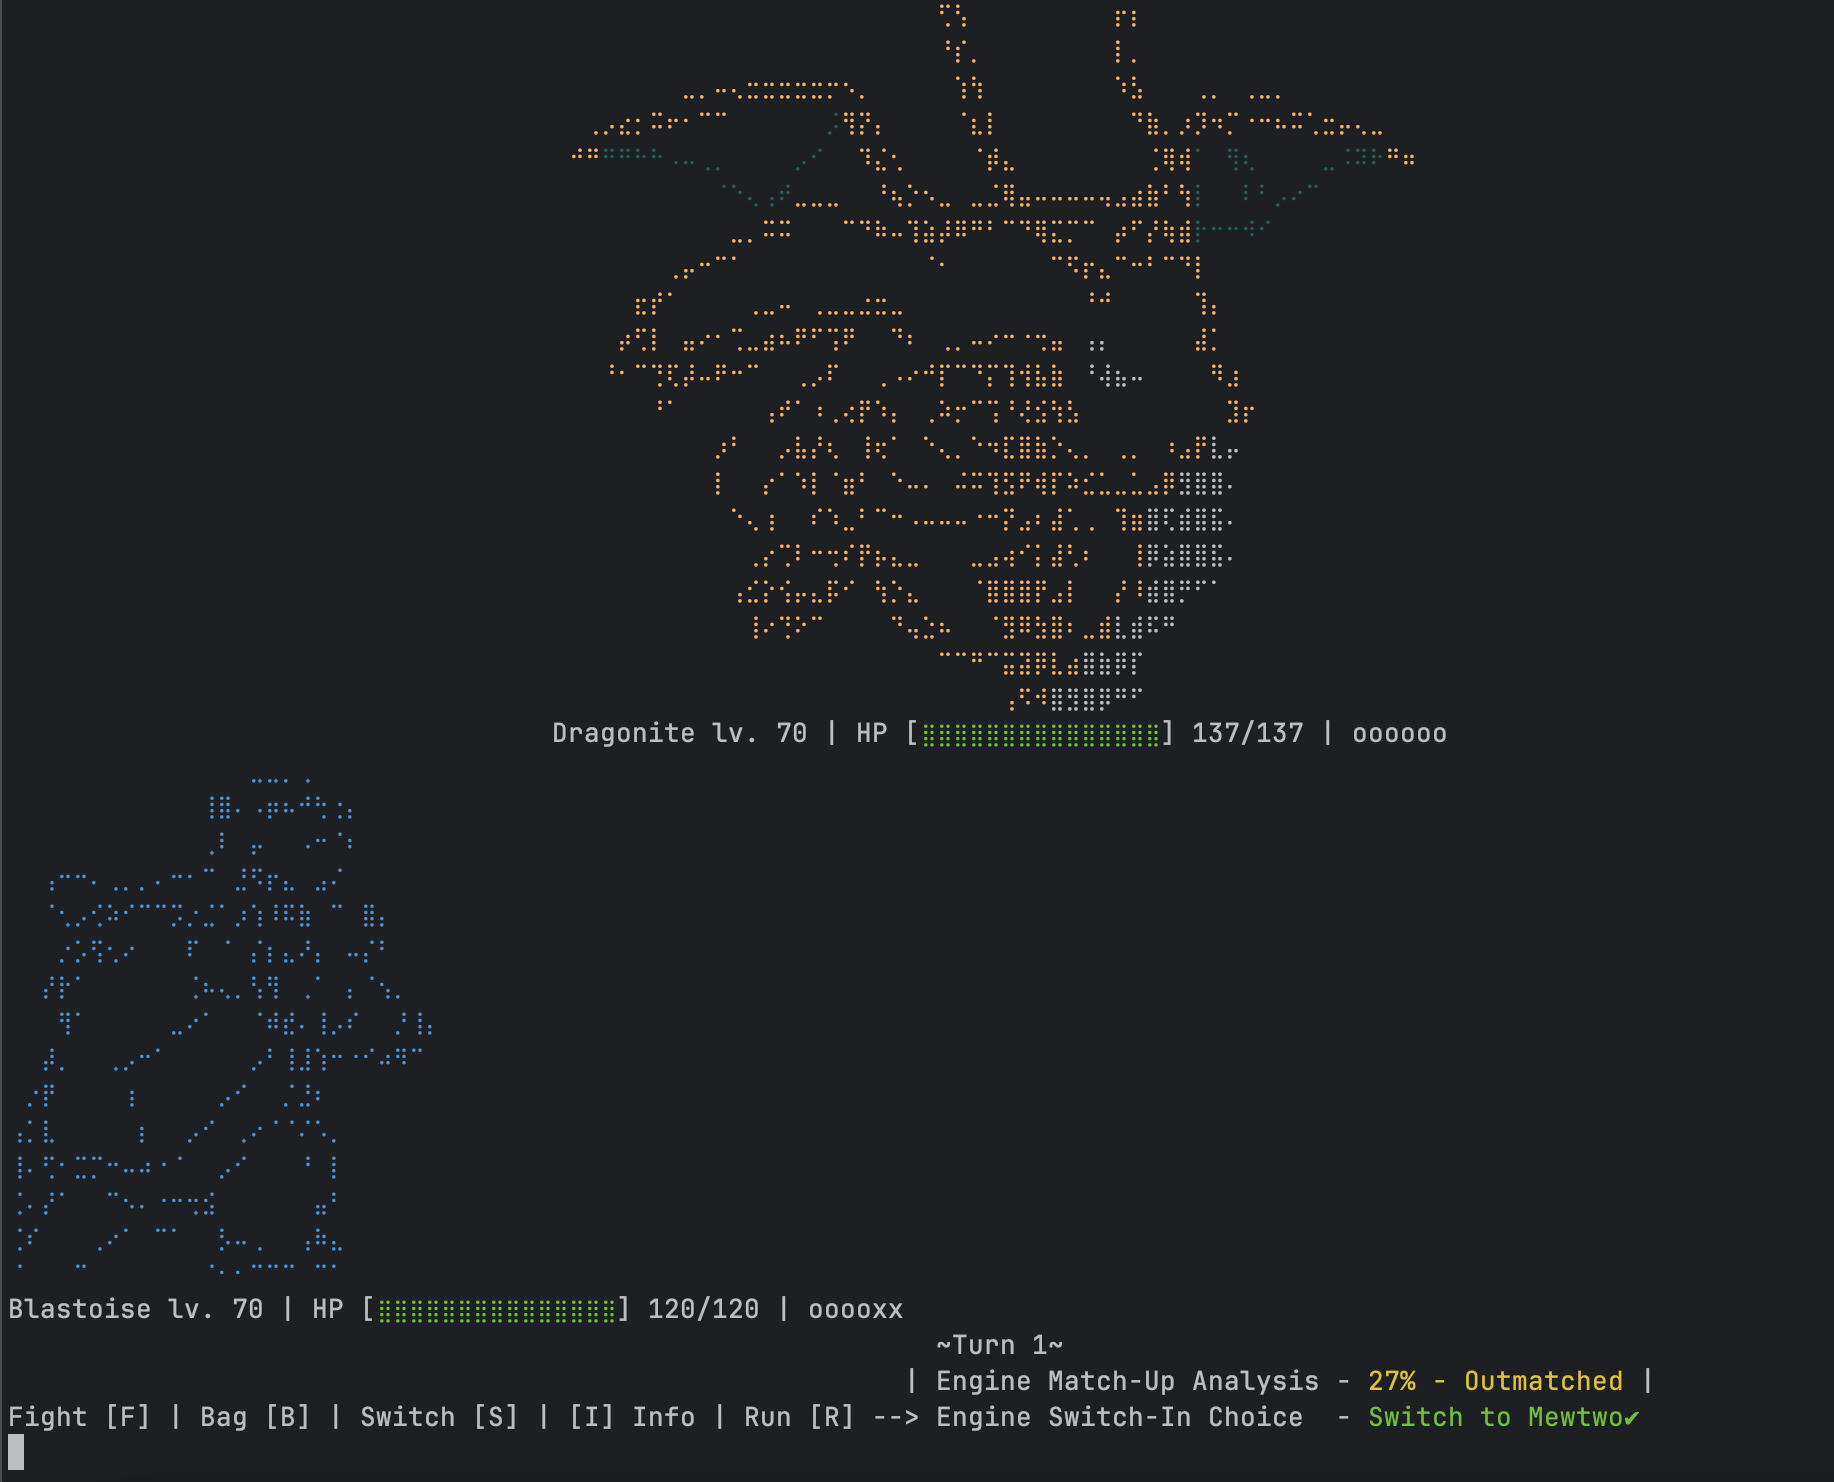 Dragonite lv. 70 | HP [⣿⣿⣿⣿⣿⣿⣿⣿⣿⣿⣿⣿⣿⣿⣿] 137/137 | oooooo
Blastoise lv. 70 | HP [⣿⣿⣿⣿⣿⣿⣿⣿⣿⣿⣿⣿⣿⣿⣿] 120/120 | ooooxx
~Turn 1~
| Engine Match-Up Analysis - 27% - Outmatched |
Fight [F] | Bag [B] | Switch [S] | [I] Info | Run [R] --> Engine Switch-In Choice  - Switch to Mewtwo✔